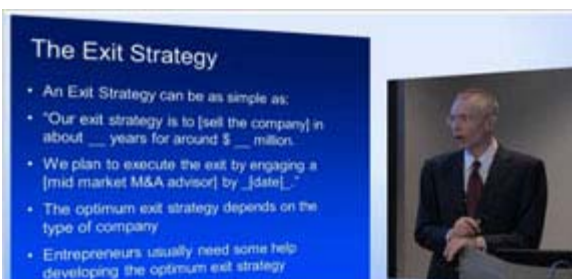 The Exit Strategy
• An Exit Strategy can be as simple as:
• "Our exit strategy is to [sell the company] in
about __ years for around $ __ million.
• We plan to execute the exit by engaging a
[mid market M&A advisor] by _[date]_."
• The optimum exit strategy depends on the
type of company
• Entrepreneurs usually need some help
developing the optimum exit strategy